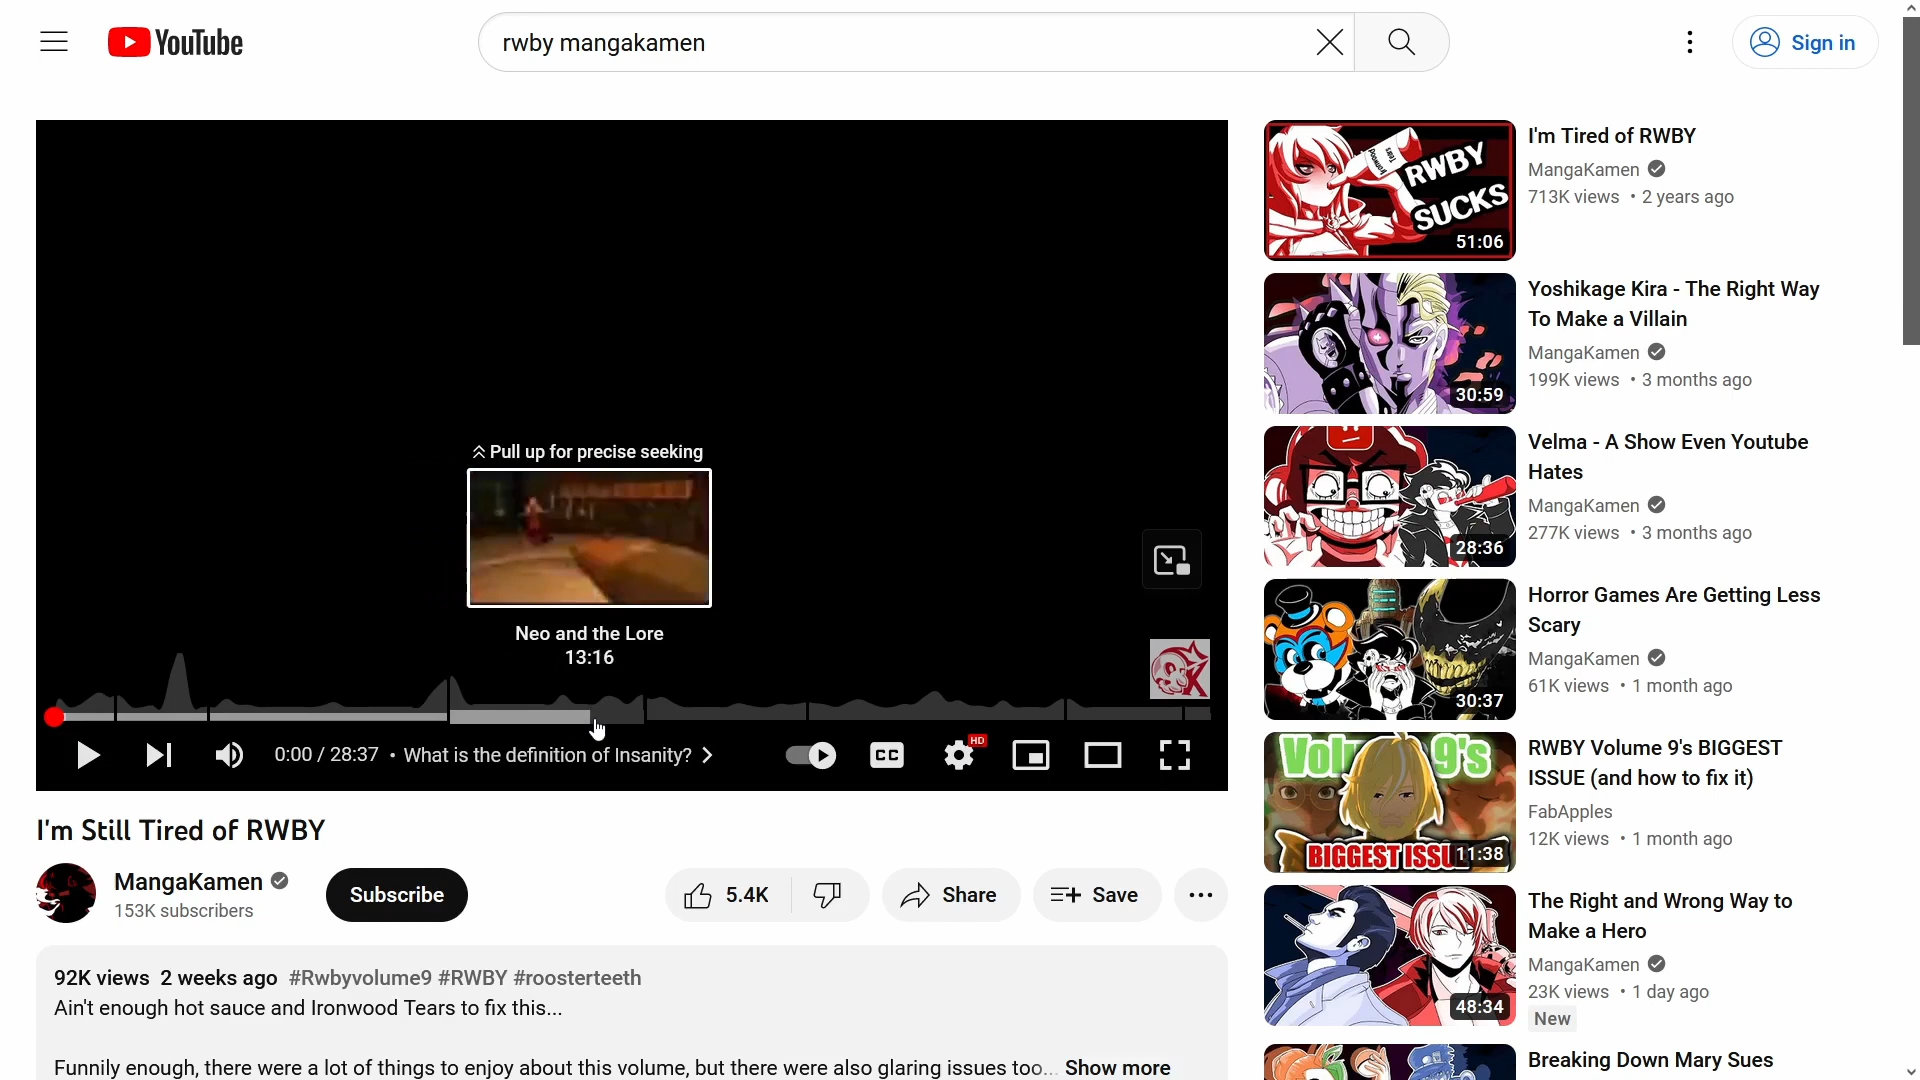 YouTube
rwby mangakamen
Sign in
Pull up for precise seeking
Neo and the Lore
13:16
0:00 / 28:37 • What is the definition of Insanity?
CC
HD
I'm Still Tired of RWBY
MangaKamen
153K subscribers
Subscribe
5.4K
Share
Save
92K views 2 weeks ago #Rwbyvolume9 #RWBY #roosterteeth
Ain't enough hot sauce and Ironwood Tears to fix this...
Funnily enough, there were a lot of things to enjoy about this volume, but there were also glaring issues too... Show more
RWBY
SUCKS
51:06
I'm Tired of RWBY
MangaKamen
713K views • 2 years ago
30:59
Yoshikage Kira - The Right Way
To Make a Villain
MangaKamen
199K views • 3 months ago
28:36
Velma - A Show Even Youtube
Hates
MangaKamen
277K views • 3 months ago
30:37
Horror Games Are Getting Less
Scary
MangaKamen
61K views • 1 month ago
Vol 9's
BIGGEST ISSU
11:38
RWBY Volume 9's BIGGEST
ISSUE (and how to fix it)
FabApples
12K views • 1 month ago
48:34
The Right and Wrong Way to
Make a Hero
MangaKamen
23K views • 1 day ago
New
Breaking Down Mary Sues